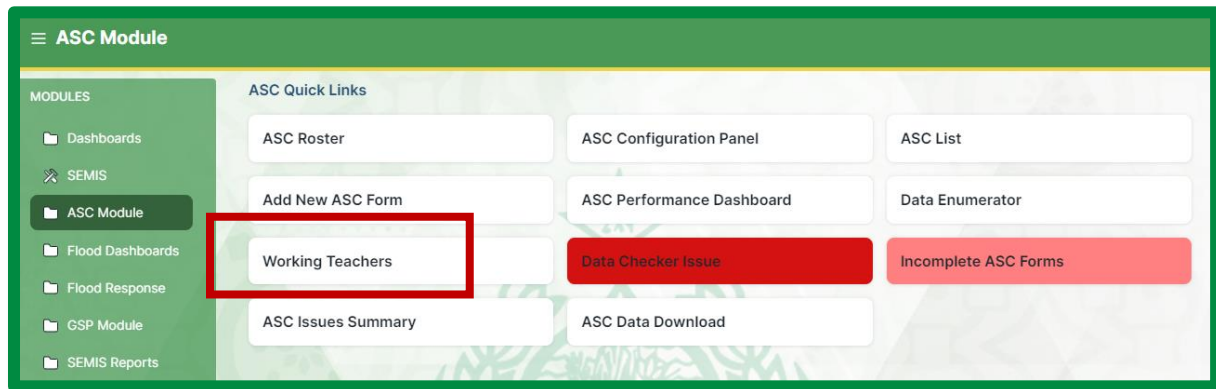 ASC Module
MODULES
Dashboards
SEMIS
ASC Module
Flood Dashboards
Flood Response
GSP Module
SEMIS Reports
ASC Quick Links
ASC Roster
ASC Configuration Panel
ASC List
Add New ASC Form
ASC Performance Dashboard
Data Enumerator
Working Teachers
Data Checker Issue
Incomplete ASC Forms
ASC Issues Summary
ASC Data Download